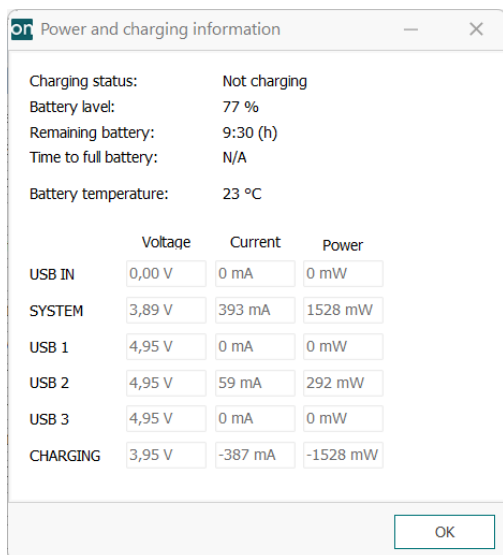 on Power and charging information
Charging status: Not charging
Battery lavel: 77 %
Remaining battery: 9:30 (h)
Time to full battery: N/A
Battery temperature: 23 °C
Voltage Current Power
USB IN 0,00 V 0 mA 0 mW
SYSTEM 3,89 V 393 mA 1528 mW
USB 1 4,95 V 0 mA 0 mW
USB 2 4,95 V 59 mA 292 mW
USB 3 4,95 V 0 mA 0 mW
CHARGING 3,95 V -387 mA -1528 mW
OK